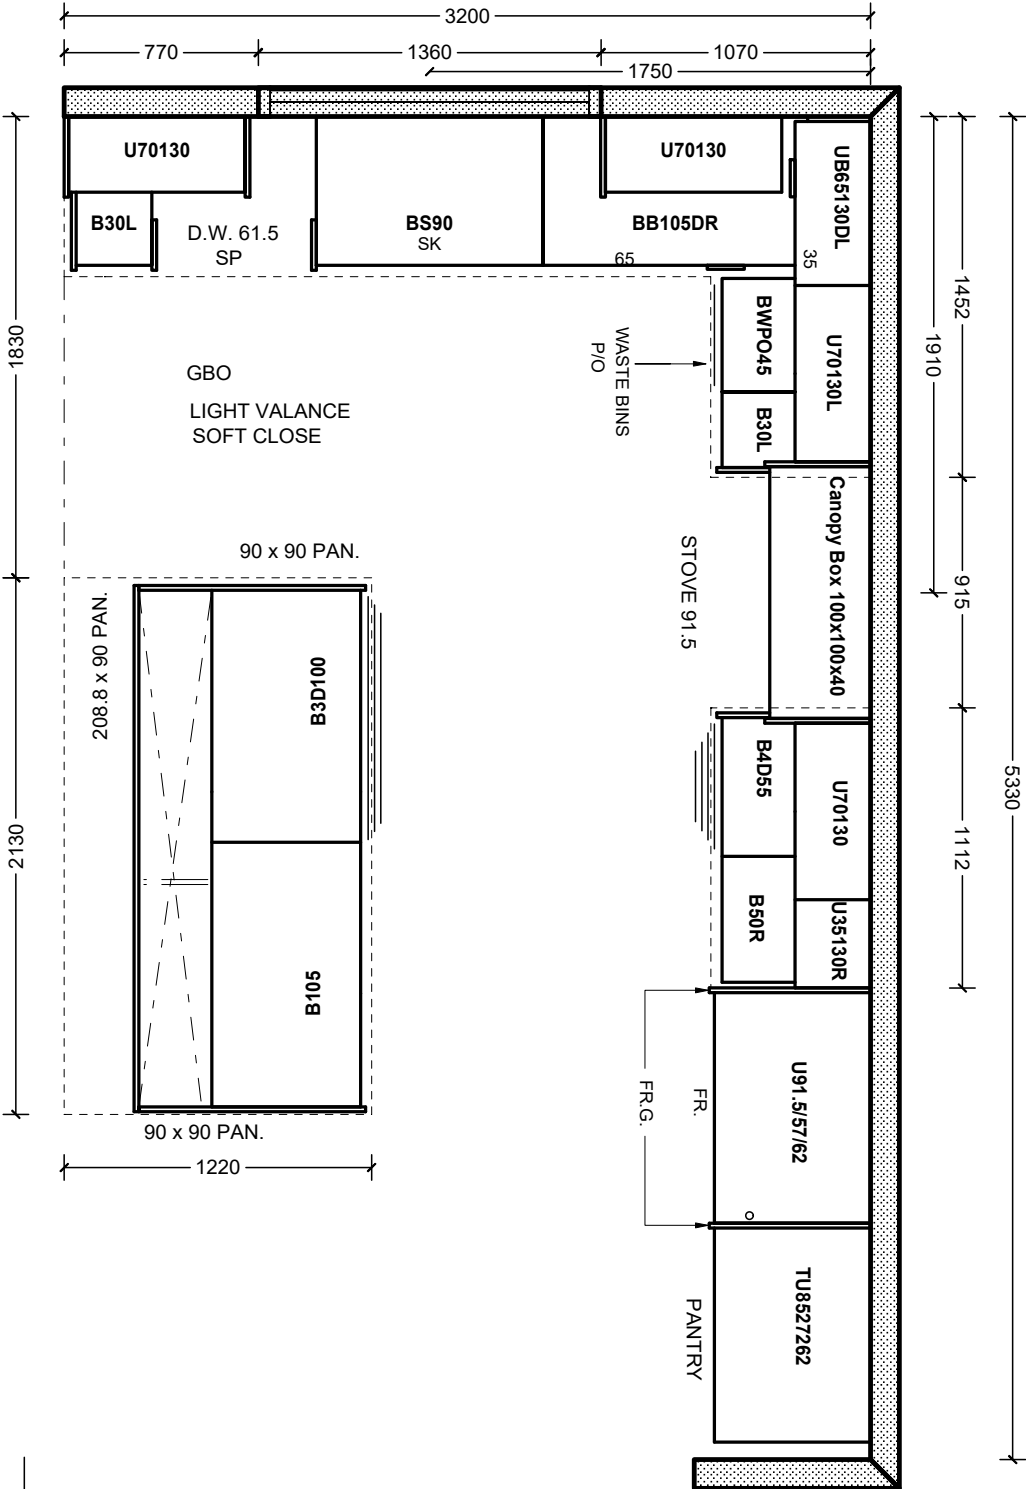 3200
770
1360
1070
1750
U70130
U70130
UB65130DL
B30L
D.W. 61.5
SP
BS90
SK
BB105DR
65
35
1452
1910
1830
GBO
LIGHT VALANCE
SOFT CLOSE
WASTE BINS
P/O
BWPO45
U70130L
B30L
Canopy Box 100x100x40
STOVE 91.5
915
90 x 90 PAN.
208.8 x 90 PAN.
B3D100
B105
B4D55
U70130
1112
5330
B50R
U35130R
2130
FR.G.
FR.
U91.5/57/62
90 x 90 PAN.
1220
PANTRY
TU8527262